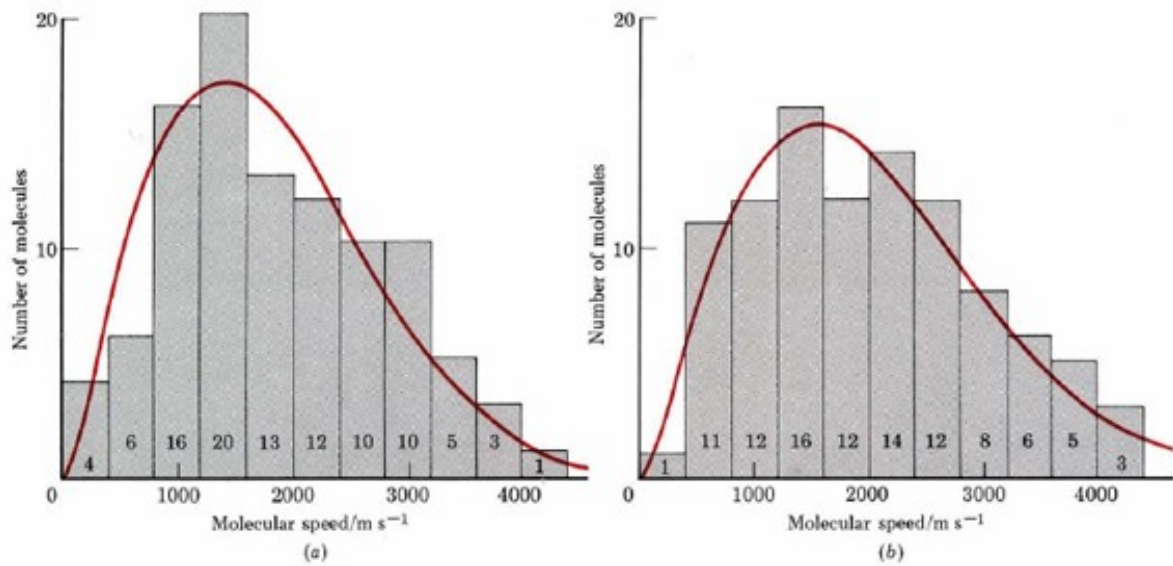 20
10
0
Number of molecules
4 6 16 20 13 12 10 10 5 3 1
1000 2000 3000 4000
Molecular speed/m s⁻¹
(a)
20
10
0
Number of molecules
1 11 12 16 12 14 12 8 6 5 3
1000 2000 3000 4000
Molecular speed/m s⁻¹
(b)